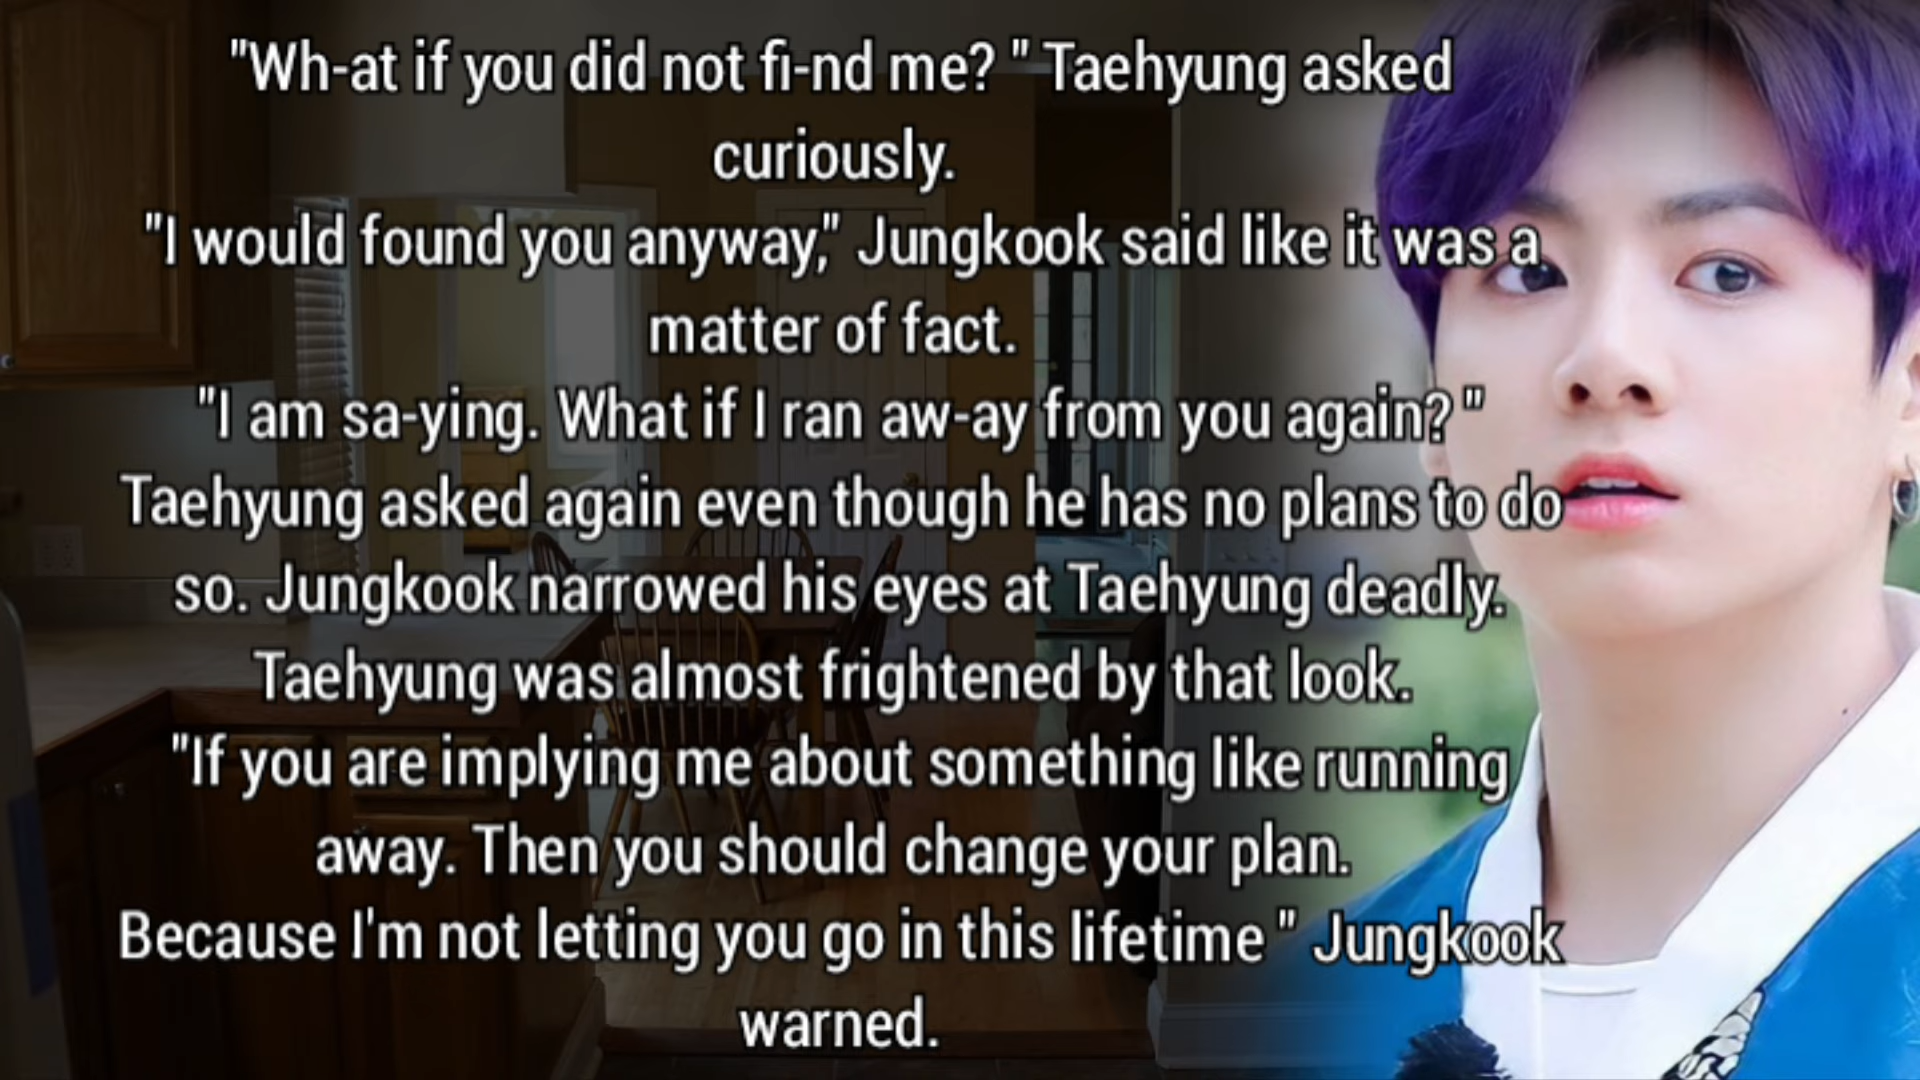 "Wh-at if you did not fi-nd me? " Taehyung asked
curiously.
"I would found you anyway," Jungkook said like it was a
matter of fact.
"I am sa-ying. What if I ran aw-ay from you again? "
Taehyung asked again even though he has no plans to do
so. Jungkook narrowed his eyes at Taehyung deadly.
Taehyung was almost frightened by that look.
"If you are implying me about something like running
away. Then you should change your plan.
Because I'm not letting you go in this lifetime " Jungkook
warned.